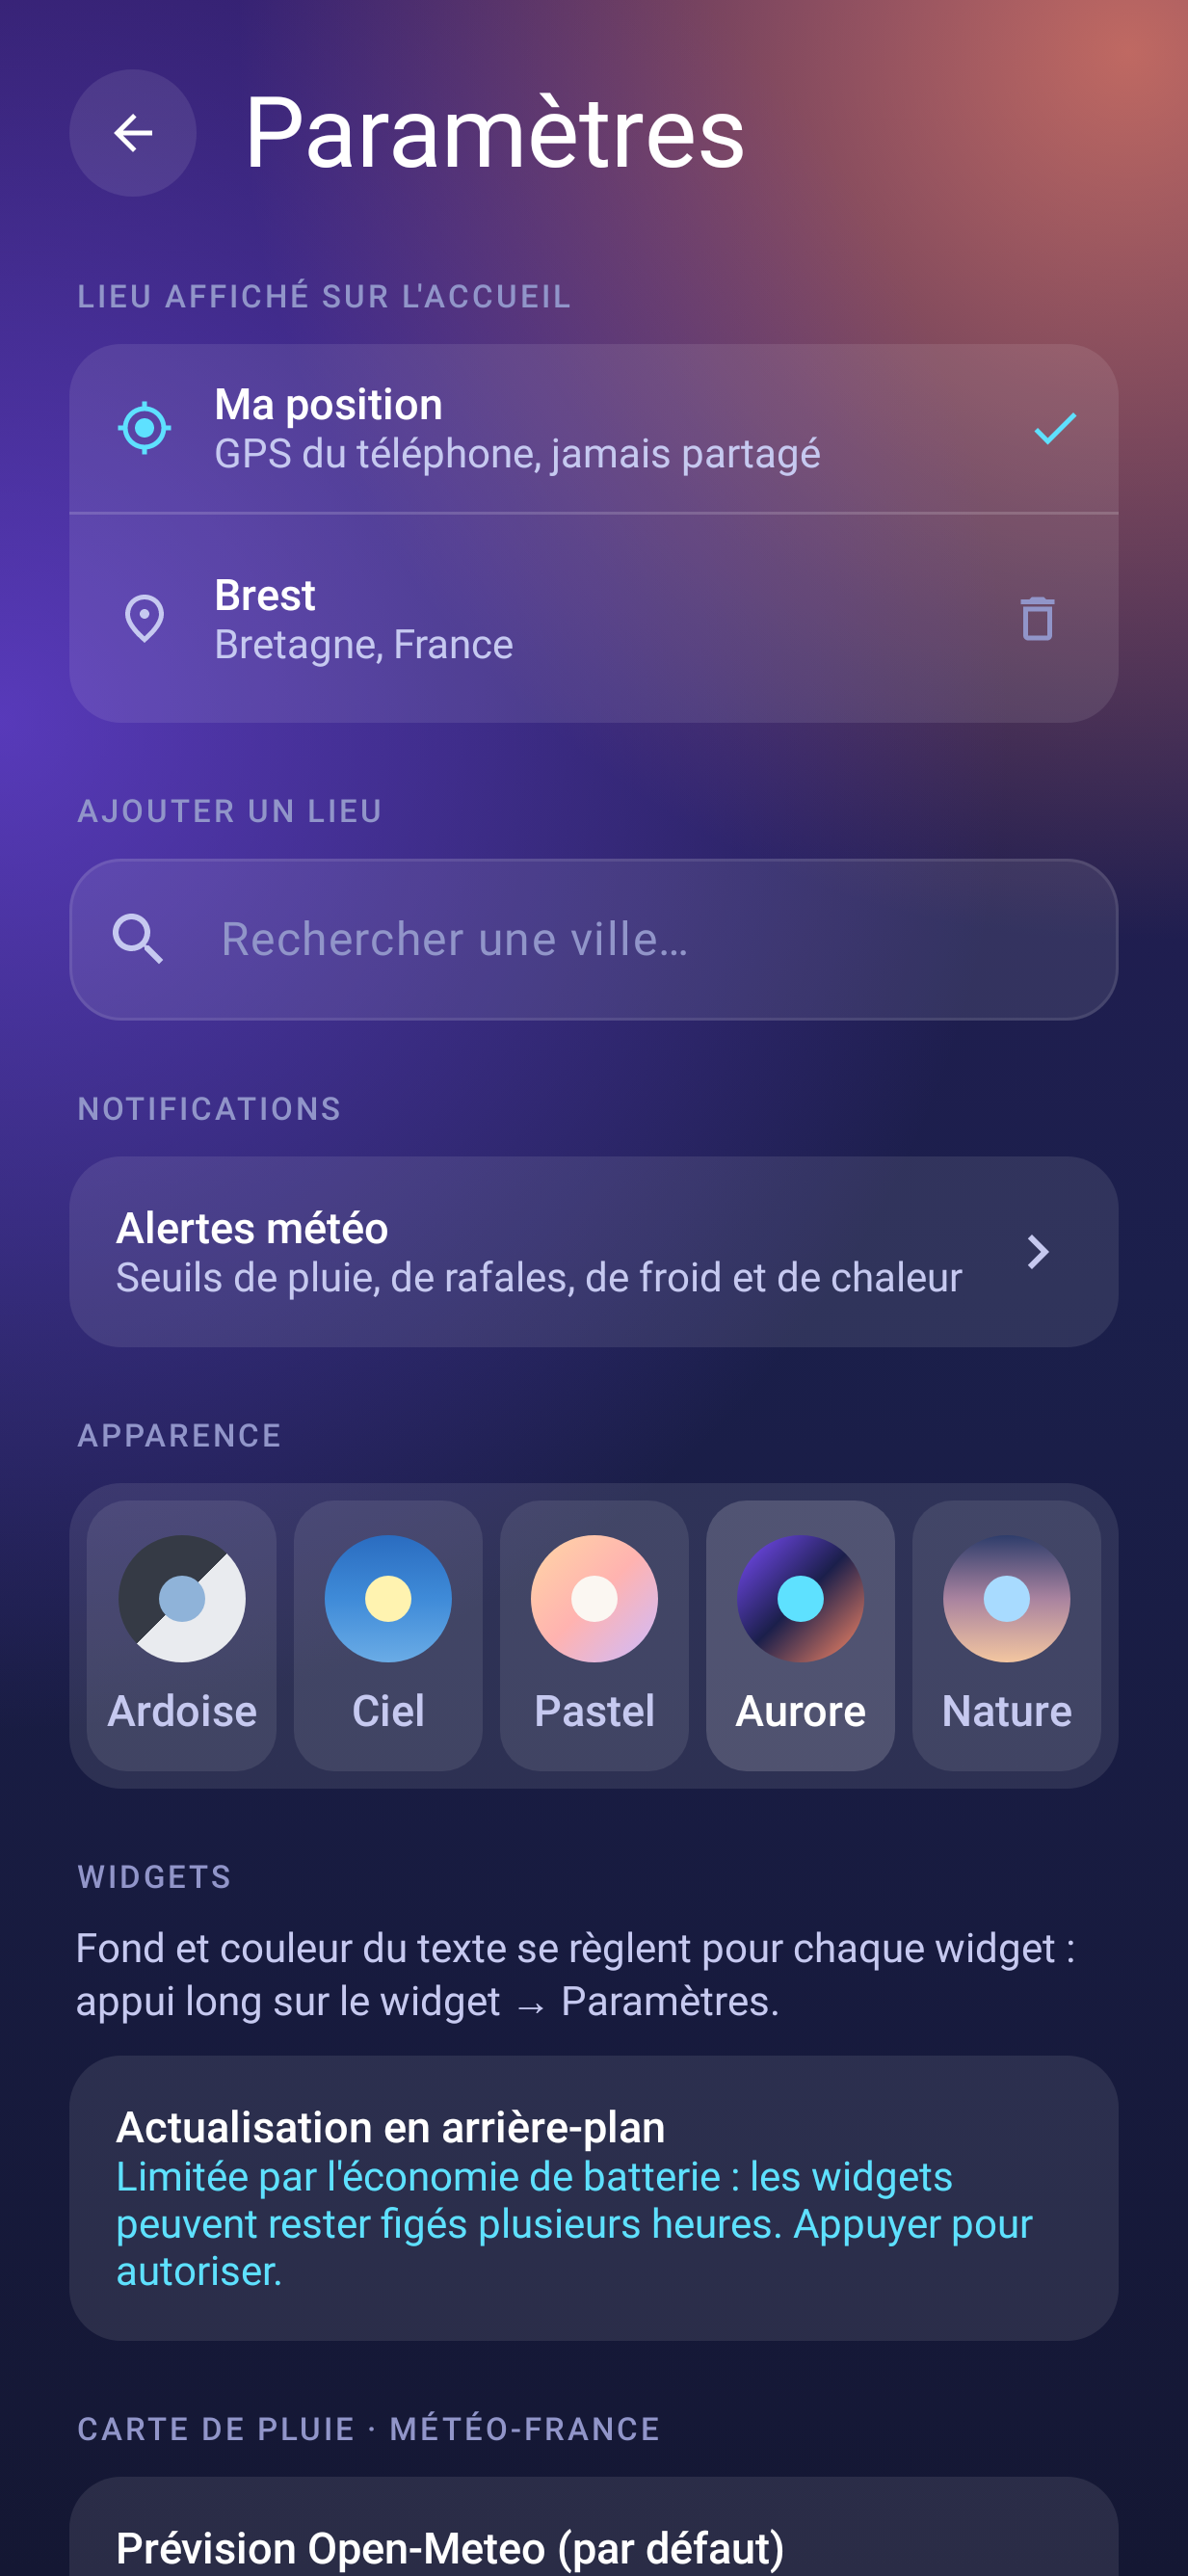 Paramètres
LIEU AFFICHÉ SUR L'ACCUEIL
Ma position
GPS du téléphone, jamais partagé
Brest
Bretagne, France
AJOUTER UN LIEU
Rechercher une ville…
NOTIFICATIONS
Alertes météo
Seuils de pluie, de rafales, de froid et de chaleur
APPARENCE
Ardoise
Ciel
Pastel
Aurore
Nature
WIDGETS
Fond et couleur du texte se règlent pour chaque widget :
appui long sur le widget → Paramètres.
Actualisation en arrière-plan
Limitée par l'économie de batterie : les widgets
peuvent rester figés plusieurs heures. Appuyer pour
autoriser.
CARTE DE PLUIE · MÉTÉO-FRANCE
Prévision Open-Meteo (par défaut)